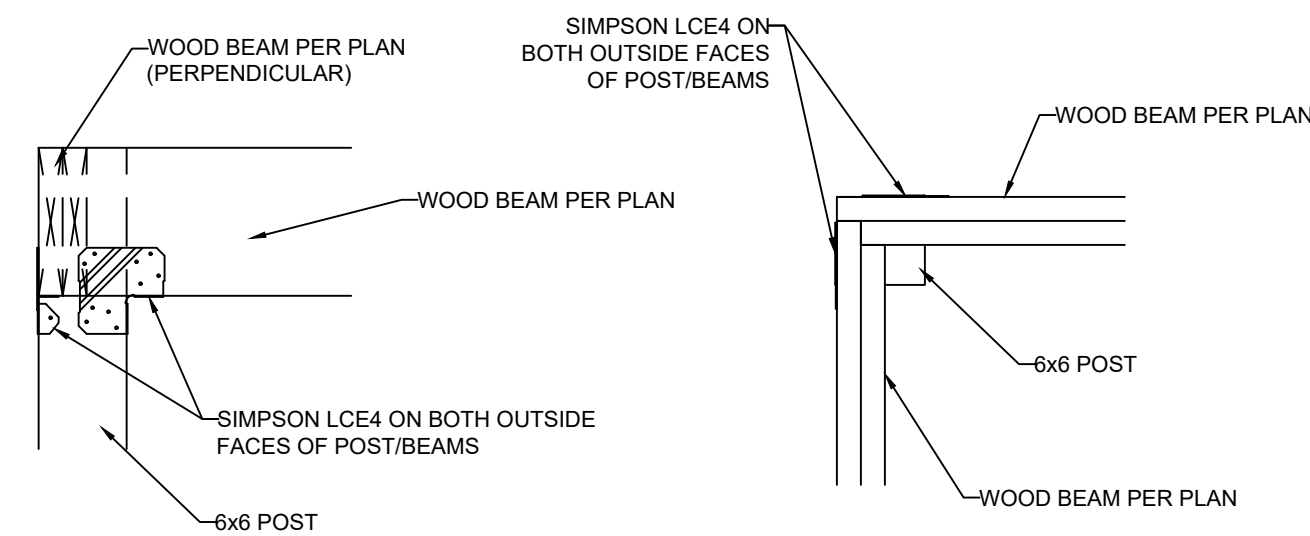 WOOD BEAM PER PLAN
(PERPENDICULAR)
WOOD BEAM PER PLAN
SIMPSON LCE4 ON BOTH OUTSIDE
FACES OF POST/BEAMS
6x6 POST
SIMPSON LCE4 ON
BOTH OUTSIDE FACES
OF POST/BEAMS
WOOD BEAM PER PLAN
6x6 POST
WOOD BEAM PER PLAN